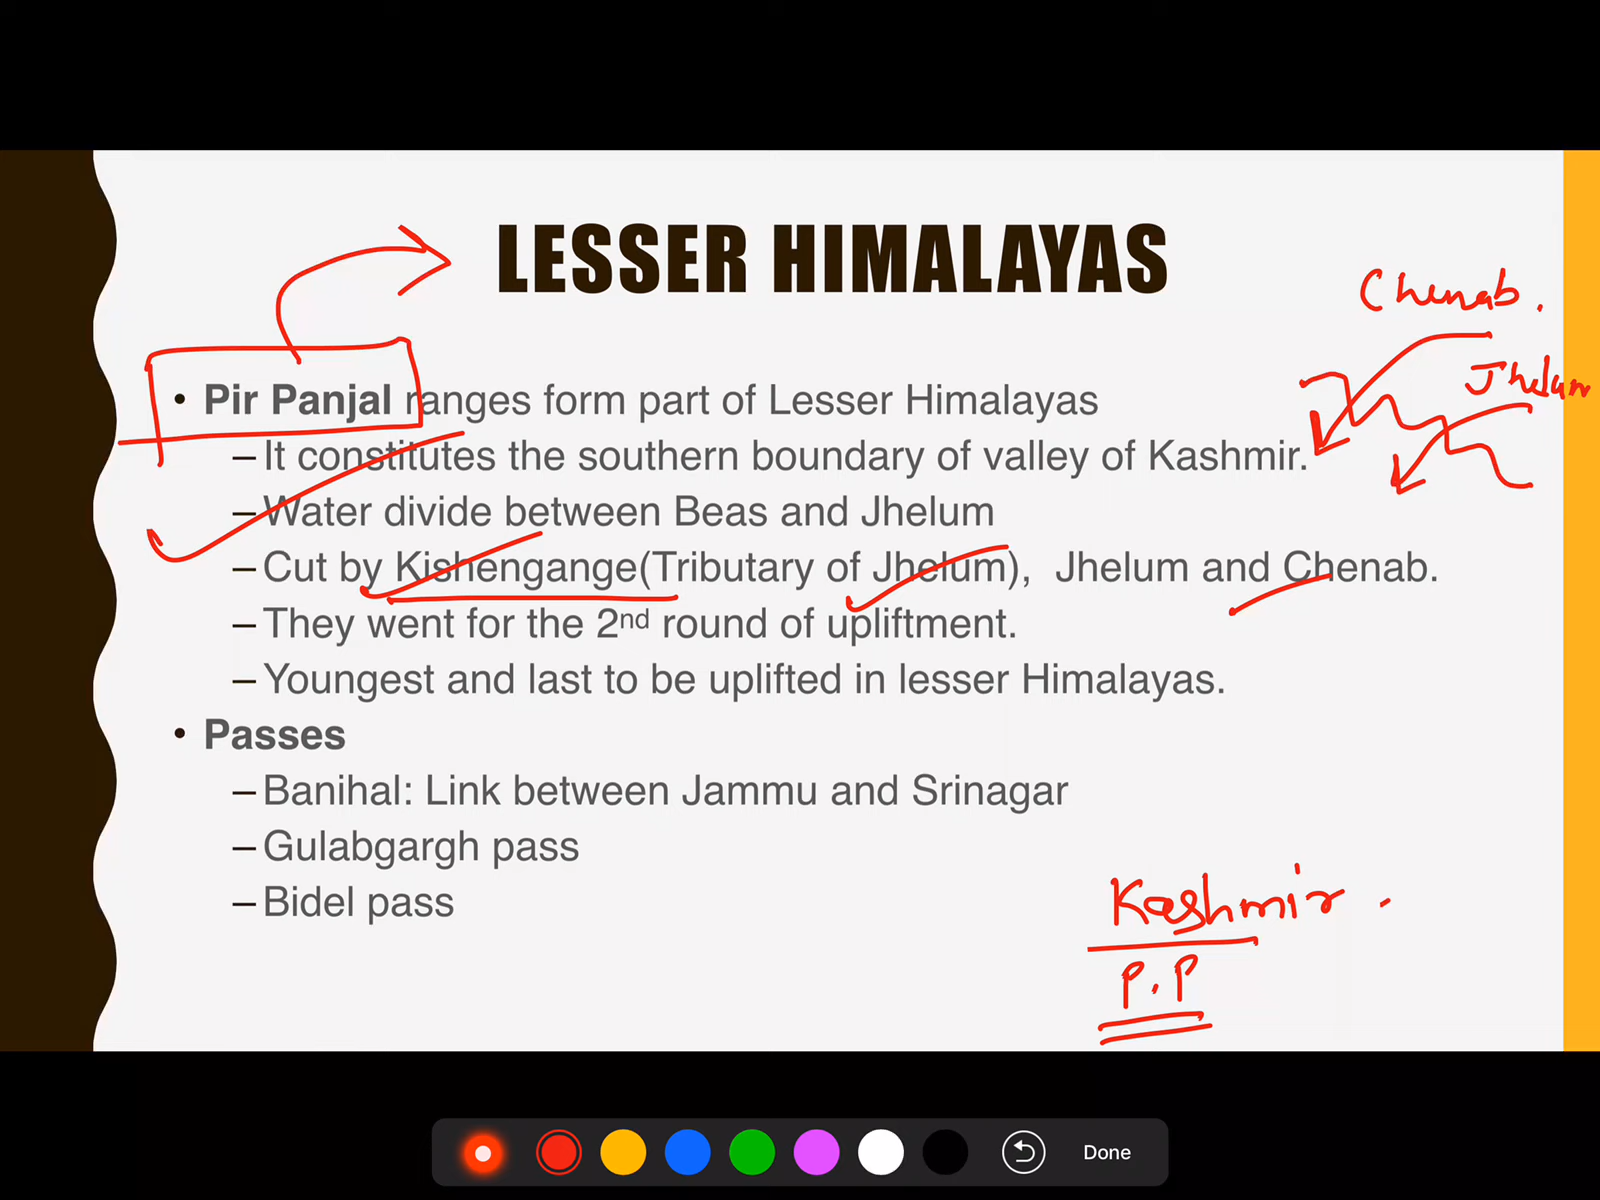 LESSER HIMALAYAS
Chenab.
Jhelum
• Pir Panjal ranges form part of Lesser Himalayas
– It constitutes the southern boundary of valley of Kashmir.
– Water divide between Beas and Jhelum
– Cut by Kishengange(Tributary of Jhelum), Jhelum and Chenab.
– They went for the 2nd round of upliftment.
– Youngest and last to be uplifted in lesser Himalayas.
• Passes
– Banihal: Link between Jammu and Srinagar
– Gulabgargh pass
– Bidel pass
Kashmir.
P.P
Done